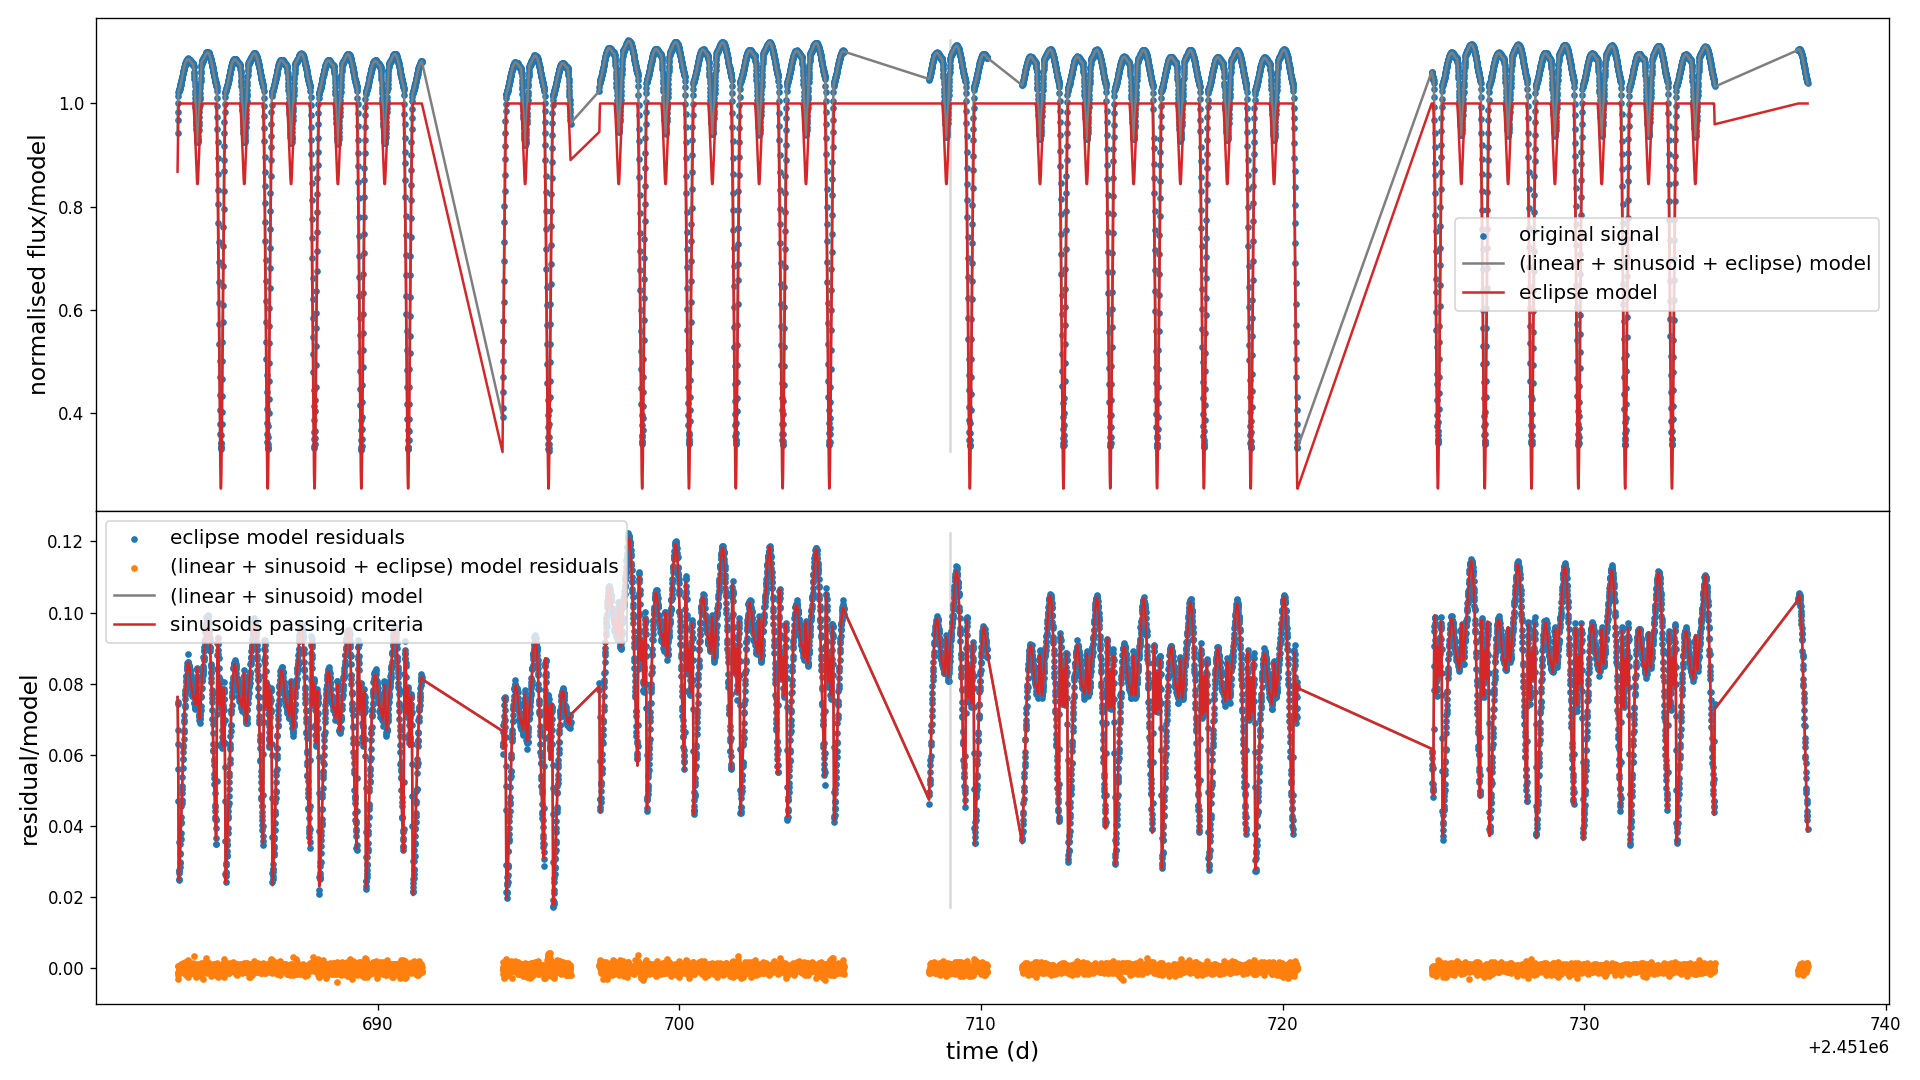 normalised flux/model
1.0
0.8
0.6
0.4
original signal
(linear + sinusoid + eclipse) model
eclipse model
residual/model
0.12
0.10
0.08
0.06
0.04
0.02
0.00
eclipse model residuals
(linear + sinusoid + eclipse) model residuals
(linear + sinusoid) model
sinusoids passing criteria
690
700
710
720
730
740
time (d)
+2.451e6